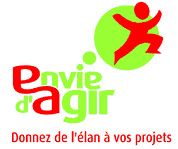 envie
d'agir
Donnez de l'élan à vos projets